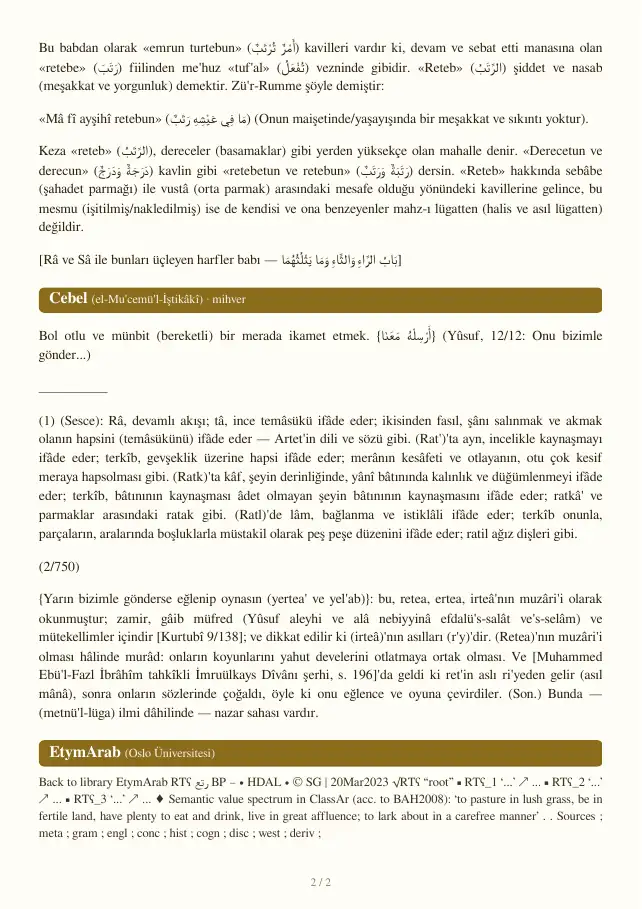 Bu babdan olarak «emrun turtebun» (أَمْرٌ تُرْتَبٌ) kavilleri vardır ki, devam ve sebat etti manasına olan
«retebe» (رَتَبَ) fiilinden me'huz «tuf'al» (تُفْعَلٌ) vezninde gibidir. «Reteb» (الرَّتَبُ) şiddet ve nasab
(meşakkat ve yorgunluk) demektir. Zü'r-Rumme şöyle demiştir:
«Mâ fî ayşihî retebun» (مَا فِي عَيْشِهِ رَتَبٌ) (Onun maişetinde/yaşayışında bir meşakkat ve sıkıntı yoktur).
Keza «reteb» (الرَّتَبُ), dereceler (basamaklar) gibi yerden yüksekçe olan mahalle denir. «Derecetun ve
derecun» (دَرَجَةٌ وَدَرَجٌ) kavlin gibi «retebetun ve retebun» (رَتَبَةٌ وَرَتَبٌ) dersin. «Reteb» hakkında sebâbe
(şahadet parmağı) ile vustâ (orta parmak) arasındaki mesafe olduğu yönündeki kavillerine gelince, bu
mesmu (işitilmiş/nakledilmiş) ise de kendisi ve ona benzeyenler mahz-ı lügatten (halis ve asıl lügatten)
değildir.
[Râ ve Sâ ile bunları üçleyen harfler babı — بَابُ الرَّاءِ وَالثَّاءِ وَمَا يَثْلُثُهُمَا]
Cebel (el-Mu'cemü'l-İştikâkî) · mihver
Bol otlu ve münbit (bereketli) bir merada ikamet etmek. {أَرْسِلْهُ مَعَنَا} (Yûsuf, 12/12: Onu bizimle
gönder...)
(1) (Sesce): Râ, devamlı akışı; tâ, ince temâsükü ifâde eder; ikisinden fasıl, şânı salınmak ve akmak
olanın hapsini (temâsükünü) ifâde eder — Artet'in dili ve sözü gibi. (Rat')'ta ayn, incelikle kaynaşmayı
ifâde eder; terkîb, gevşeklik üzerine hapsi ifâde eder; merânın kesâfeti ve otlayanın, otu çok kesif
meraya hapsolması gibi. (Ratk)'ta kâf, şeyin derinliğinde, yânî bâtınında kalınlık ve düğümlenmeyi ifâde
eder; terkîb, bâtınının kaynaşması âdet olmayan şeyin bâtınının kaynaşmasını ifâde eder; ratkâ' ve
parmaklar arasındaki ratak gibi. (Ratl)'de lâm, bağlanma ve istiklâli ifâde eder; terkîb onunla,
parçaların, aralarında boşluklarla müstakil olarak peş peşe düzenini ifâde eder; ratil ağız dişleri gibi.
(2/750)
{Yarın bizimle gönderse eğlenip oynasın (yertea' ve yel'ab)}: bu, retea, ertea, irteâ'nın muzâri'i olarak
okunmuştur; zamir, gâib müfred (Yûsuf aleyhi ve alâ nebiyyinâ efdalü's-salât ve's-selâm) ve
mütekellimler içindir [Kurtubî 9/138]; ve dikkat edilir ki (irteâ)'nın asılları (r'y)'dir. (Retea)'nın muzâri'i
olması hâlinde murâd: onların koyunlarını yahut develerini otlatmaya ortak olması. Ve [Muhammed
Ebü'l-Fazl İbrâhîm tahkîkli İmruülkays Dîvânı şerhi, s. 196]'da geldi ki ret'in aslı ri'yeden gelir (asıl
mânâ), sonra onların sözlerinde çoğaldı, öyle ki onu eğlence ve oyuna çevirdiler. (Son.) Bunda —
(metnü'l-lüga) ilmi dâhilinde — nazar sahası vardır.
EtymArab (Oslo Üniversitesi)
Back to library EtymArab RTʕ رتع BP – • HDAL • © SG | 20Mar2023 √RTʕ “root” ▪ RTʕ_1 ‘...’ ↗ ... ▪ RTʕ_2 ‘...’
↗ ... ▪ RTʕ_3 ‘...’ ↗ ... ♦ Semantic value spectrum in ClassAr (acc. to BAH2008): ‘to pasture in lush grass, be in
fertile land, have plenty to eat and drink, live in great affluence; to lark about in a carefree manner’ . . Sources ;
meta ; gram ; engl ; conc ; hist ; cogn ; disc ; west ; deriv ;
2 / 2